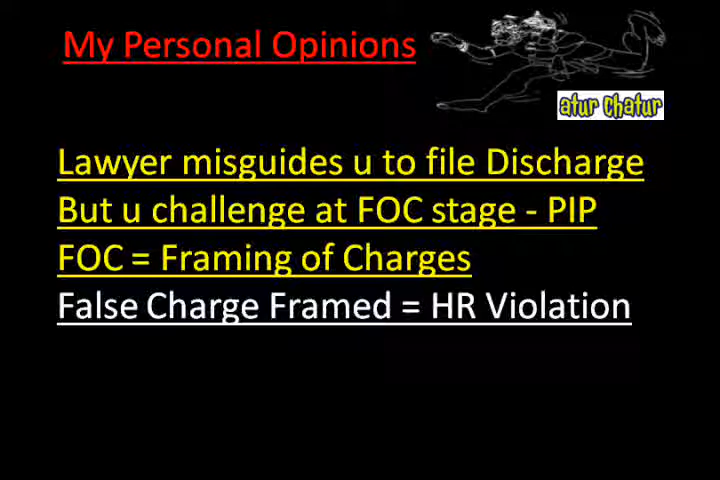 My Personal Opinions
atur chatur
Lawyer misguides u to file Discharge
But u challenge at FOC stage - PIP
FOC = Framing of Charges
False Charge Framed = HR Violation